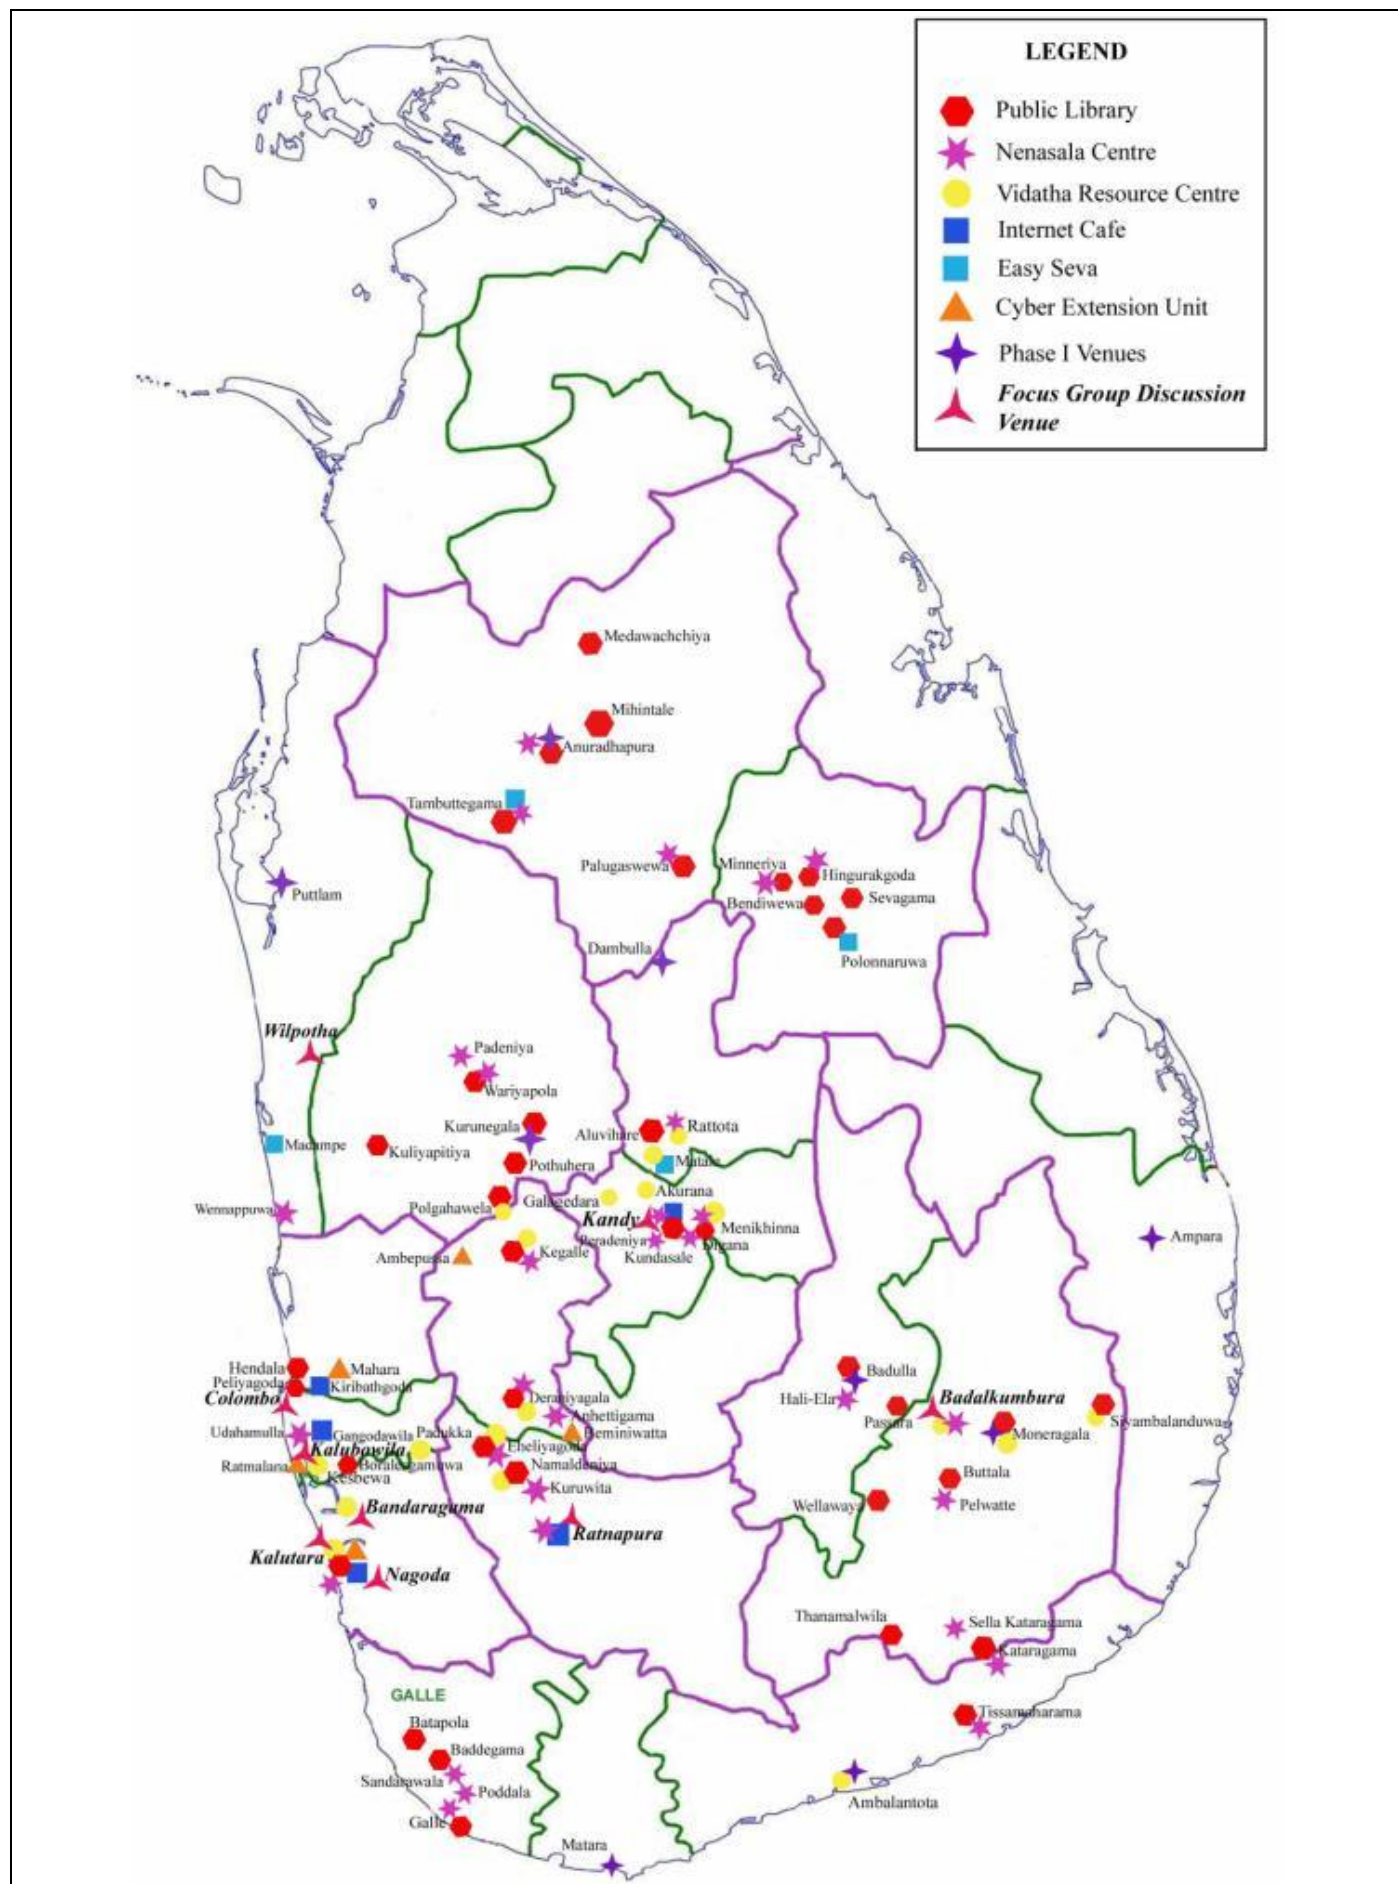 LEGEND
Public Library
Nenasala Centre
Vidatha Resource Centre
Internet Cafe
Easy Seva
Cyber Extension Unit
Phase I Venues
Focus Group Discussion
Venue
Medawachchiya
Mihintale
Anuradhapura
Tambuttegama
Palugaswewa
Minneriya
Hingurakgoda
Sevagama
Bendiwewa
Puttlam
Dambulla
Polonnaruwa
Wilpotha
Padeniya
Wariyapola
Kurunegala
Aluvihare
Rattota
Madampe
Kuliyapitiya
Pothuhera
Matale
Akurana
Galagedara
Polgahawela
Wennappuwa
Kandy
Menikhinna
Peradeniya
Digana
Kundasale
Ampara
Ambepussa
Kegalle
Hendala
Mahara
Peliyagoda
Kiribathgoda
Colombo
Badulla
Hali-Ela
Badalkumbura
Deraniyagala
Anhettigama
Passara
Siyambalanduwa
Udahamulla
Gangodawila
Padukka
Deminiwatta
Moneragala
Kalubowila
Eheliyagoda
Ratmalana
Boralesgamuwa
Kesbewa
Namaldeniya
Buttala
Kuruwita
Wellawaya
Pelwatte
Bandaragama
Ratnapura
Kalutara
Nagoda
Thanamalwila
Sella Kataragama
Kataragama
GALLE
Tissamaharama
Batapola
Baddegama
Sandarawala
Poddala
Ambalantota
Galle
Matara